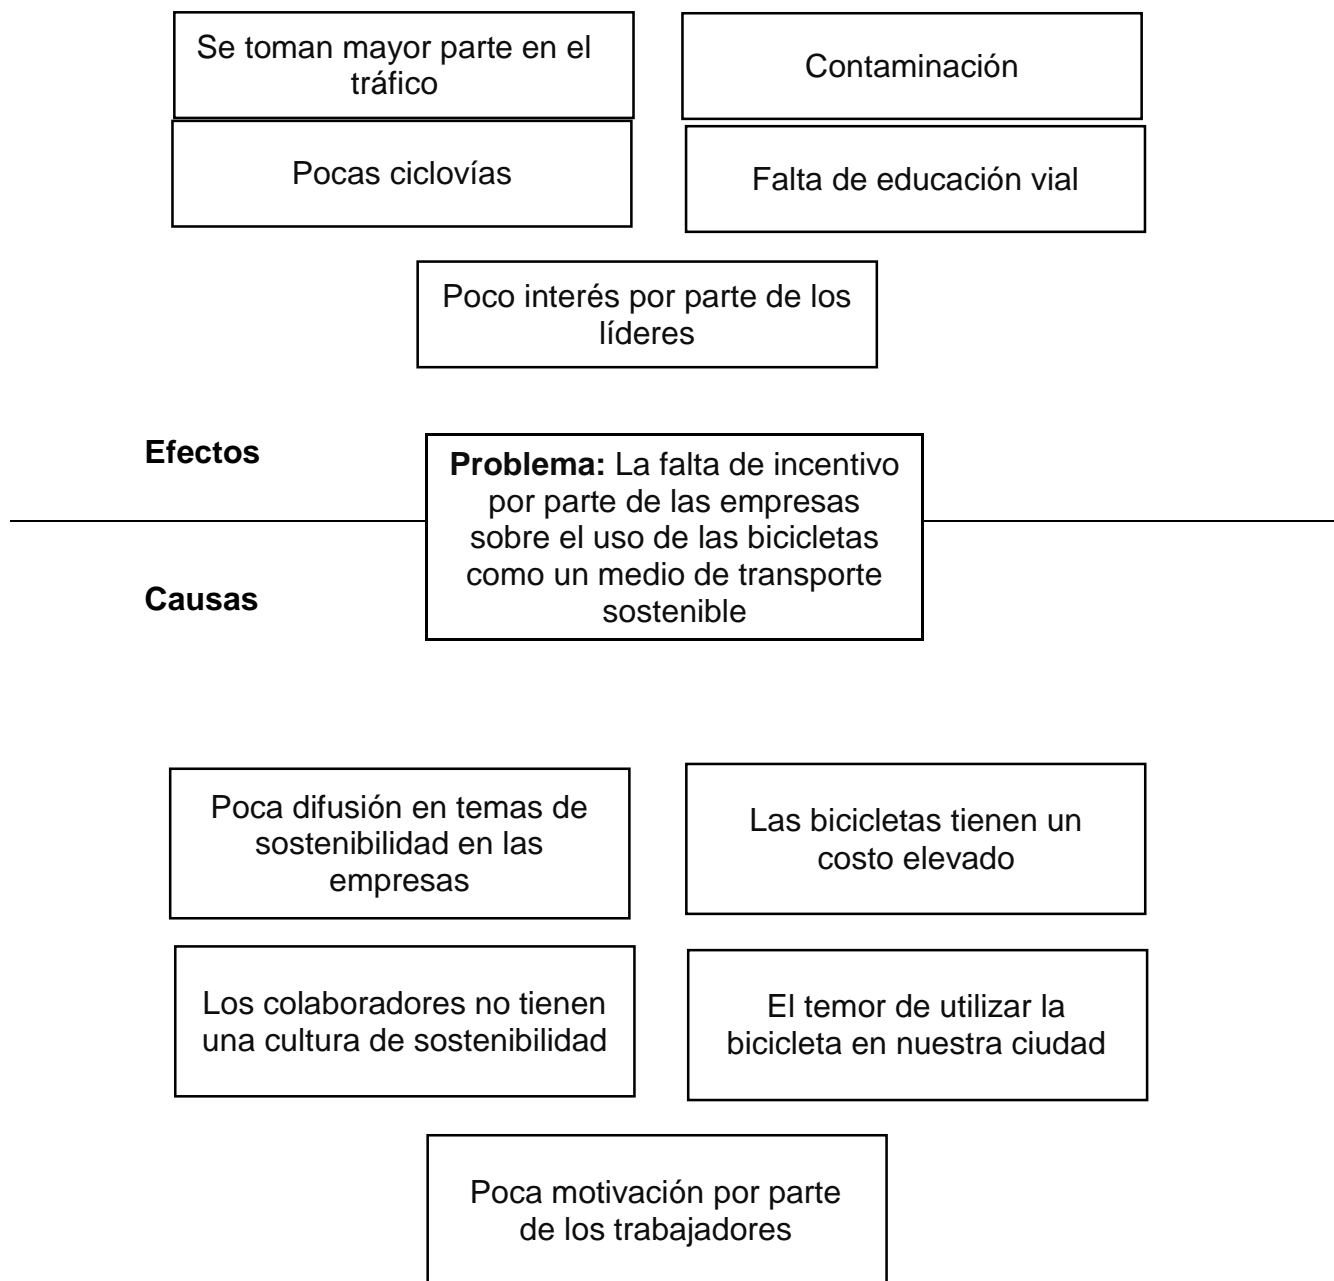 Se toman mayor parte en el
tráfico
Contaminación
Pocas ciclovías
Falta de educación vial
Poco interés por parte de los
líderes
Efectos
Problema: La falta de incentivo
por parte de las empresas
sobre el uso de las bicicletas
como un medio de transporte
sostenible
Causas
Poca difusión en temas de
sostenibilidad en las
empresas
Las bicicletas tienen un
costo elevado
Los colaboradores no tienen
una cultura de sostenibilidad
El temor de utilizar la
bicicleta en nuestra ciudad
Poca motivación por parte
de los trabajadores